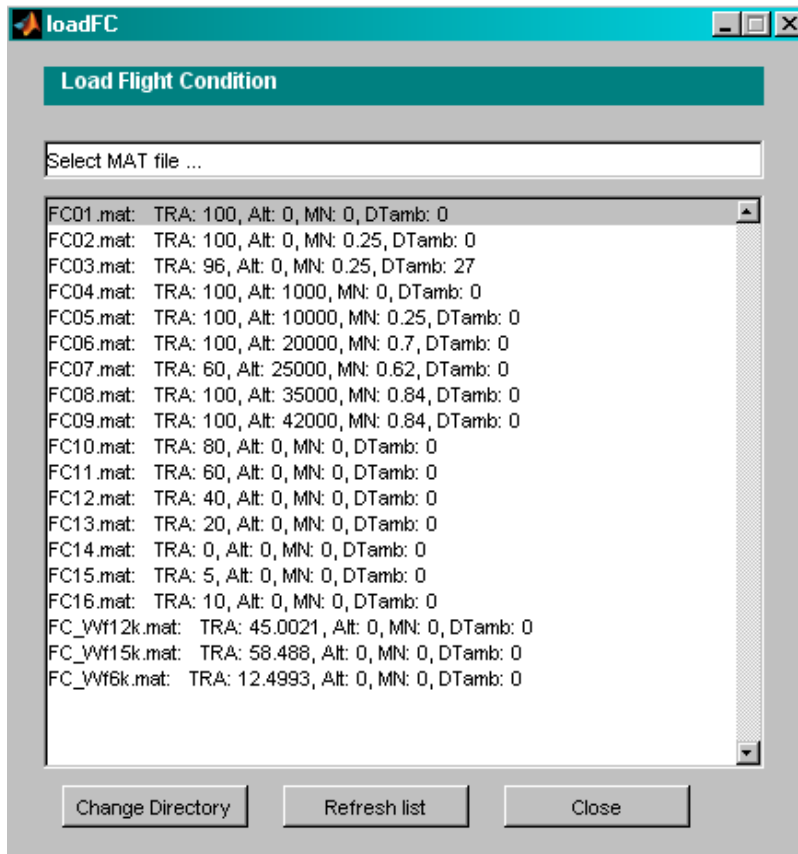 loadFC
Load Flight Condition
Select MAT file ...
FC01.mat: TRA: 100, Alt: 0, MN: 0, DTamb: 0
FC02.mat: TRA: 100, Alt: 0, MN: 0.25, DTamb: 0
FC03.mat: TRA: 96, Alt: 0, MN: 0.25, DTamb: 27
FC04.mat: TRA: 100, Alt: 1000, MN: 0, DTamb: 0
FC05.mat: TRA: 100, Alt: 10000, MN: 0.25, DTamb: 0
FC06.mat: TRA: 100, Alt: 20000, MN: 0.7, DTamb: 0
FC07.mat: TRA: 60, Alt: 25000, MN: 0.62, DTamb: 0
FC08.mat: TRA: 100, Alt: 35000, MN: 0.84, DTamb: 0
FC09.mat: TRA: 100, Alt: 42000, MN: 0.84, DTamb: 0
FC10.mat: TRA: 80, Alt: 0, MN: 0, DTamb: 0
FC11.mat: TRA: 60, Alt: 0, MN: 0, DTamb: 0
FC12.mat: TRA: 40, Alt: 0, MN: 0, DTamb: 0
FC13.mat: TRA: 20, Alt: 0, MN: 0, DTamb: 0
FC14.mat: TRA: 0, Alt: 0, MN: 0, DTamb: 0
FC15.mat: TRA: 5, Alt: 0, MN: 0, DTamb: 0
FC16.mat: TRA: 10, Alt: 0, MN: 0, DTamb: 0
FC_Wf12k.mat: TRA: 45.0021, Alt: 0, MN: 0, DTamb: 0
FC_Wf15k.mat: TRA: 58.488, Alt: 0, MN: 0, DTamb: 0
FC_Wf6k.mat: TRA: 12.4993, Alt: 0, MN: 0, DTamb: 0
Change Directory Refresh list Close